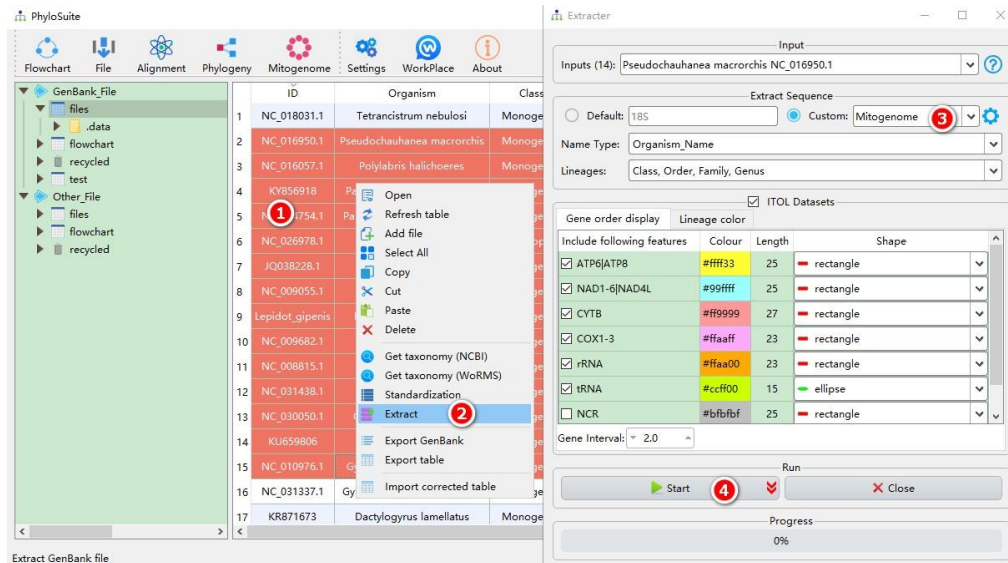 PhyloSuite
Flowchart File Alignment Phylogeny Mitogenome Settings WorkPlace About
GenBank_File
files
.data
flowchart
recycled
test
Other_File
files
flowchart
recycled
ID Organism Class
1 NC_018031.1 Tetrancistrum nebulosi Monoge
2 NC_016950.1 Pseudochauhanea macrorchis Monoge
3 NC_016057.1 Polylabris halichoeres Monoge
4 KY856918 Pa
5 1 754.1 Pa
6 NC_026978.1
7 JQ038228.1
8 NC_009055.1
9 Lepidot_gipenis
10 NC_009682.1
11 NC_008815.1
12 NC_031438.1
13 NC_030050.1
14 KU659806
15 NC_010976.1 Gy
16 NC_031337.1 Gy
17 KR871673 Dactylogyrus lamellatus Monoge
Open
Refresh table
Add file
Select All
Copy
Cut
Paste
Delete
Get taxonomy (NCBI)
Get taxonomy (WoRMS)
Standardization
Extract 2
Export GenBank
Export table
Import corrected table
Extract GenBank file
Extracter
Input
Inputs (14): Pseudochauhanea macrorchis NC_016950.1
Extract Sequence
Default: 18S Custom: Mitogenome 3
Name Type: Organism_Name
Lineages: Class, Order, Family, Genus
ITOL Datasets
Gene order display Lineage color
Include following features Colour Length Shape
ATP6|ATP8 #ffff33 25 rectangle
NAD1-6|NAD4L #99ffff 25 rectangle
CYTB #ff9999 27 rectangle
COX1-3 #ffaaff 23 rectangle
rRNA #ffaa00 23 rectangle
tRNA #ccff00 15 ellipse
NCR #bfbfbf 25 rectangle
Gene Interval: 2.0
Run
Start 4 Close
Progress
0%